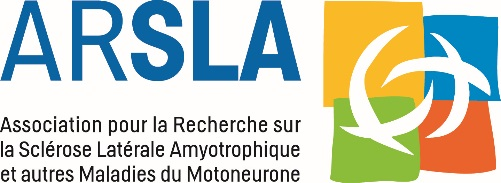 ARSLA
Association pour la Recherche sur
la Sclérose Latérale Amyotrophique
et autres Maladies du Motoneurone